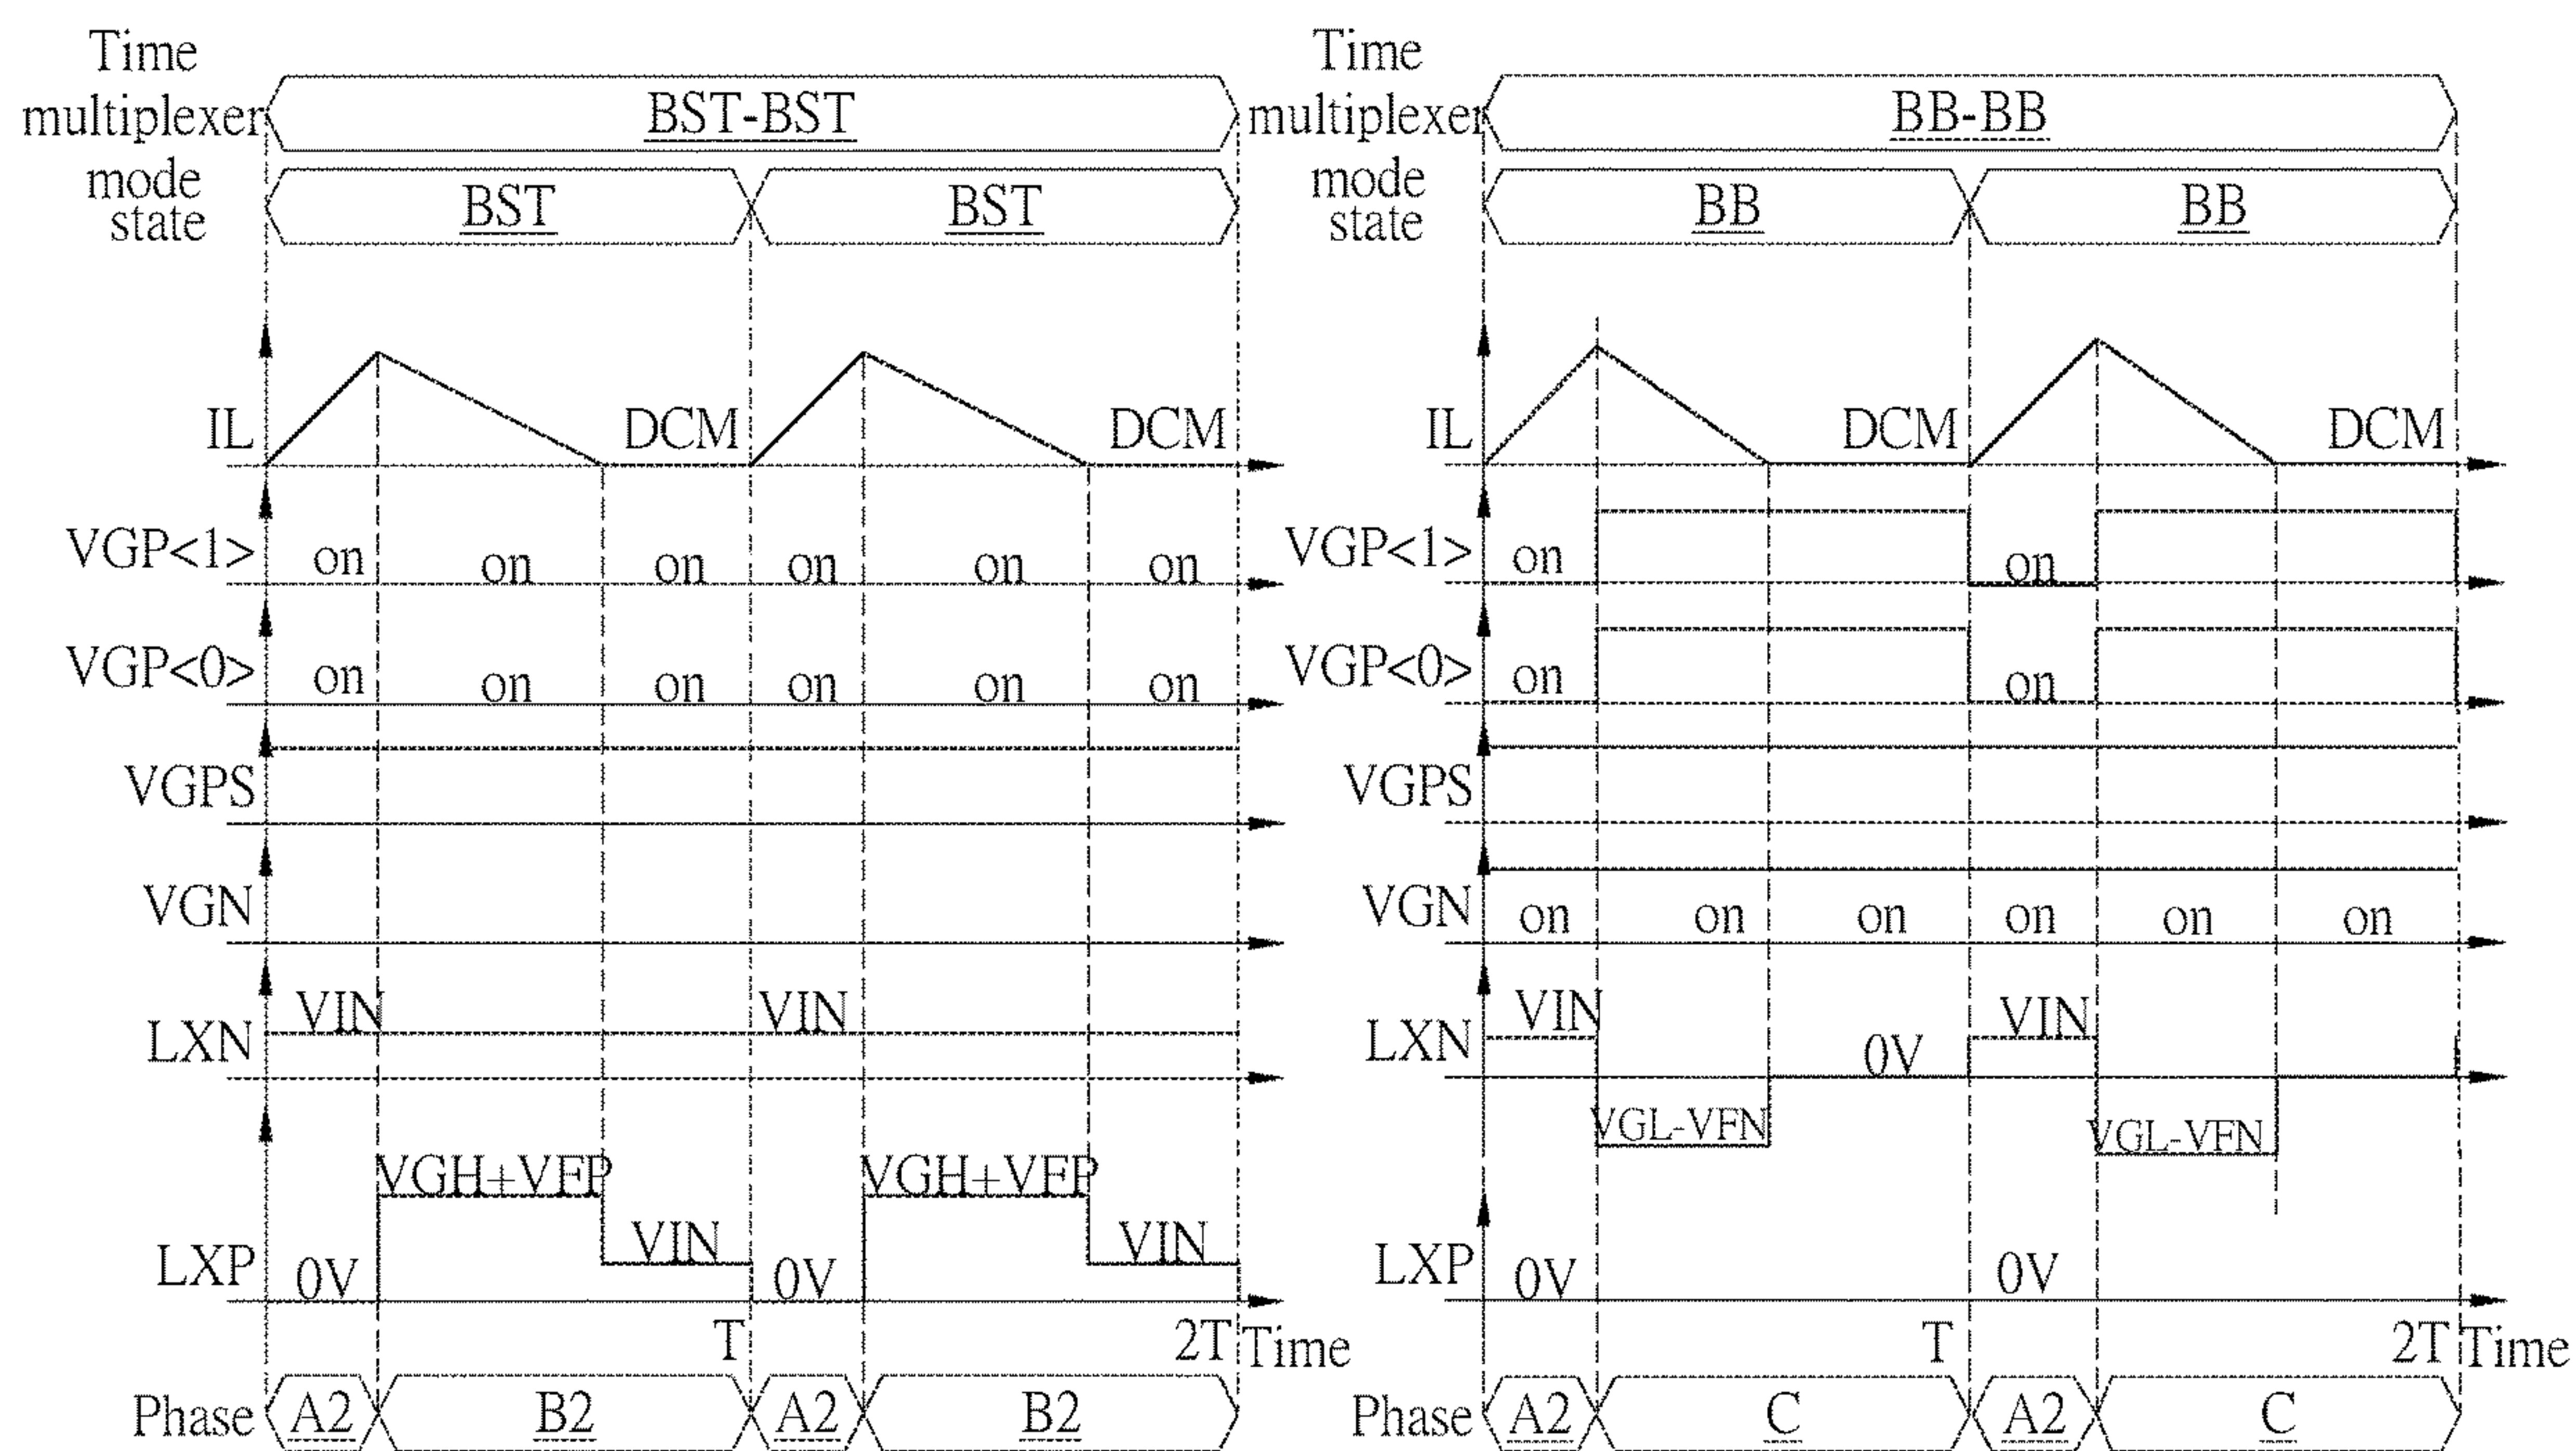 Time
multiplexer
mode
state
BST-BST
BST BST
IL DCM DCM
VGP<1> on on on on on on
VGP<0> on on on on on on
VGPS
VGN
LXN VIN VIN
LXP 0V VGH+VFP VIN 0V VGH+VFP VIN
T 2T Time
Phase A2 B2 A2 B2
Time
multiplexer
mode
state
BB-BB
BB BB
IL DCM DCM
VGP<1> on on
VGP<0> on on
VGPS
VGN on on on on on on
LXN VIN VGL-VFN 0V VIN VGL-VFN
LXP 0V 0V
T 2T Time
Phase A2 C A2 C